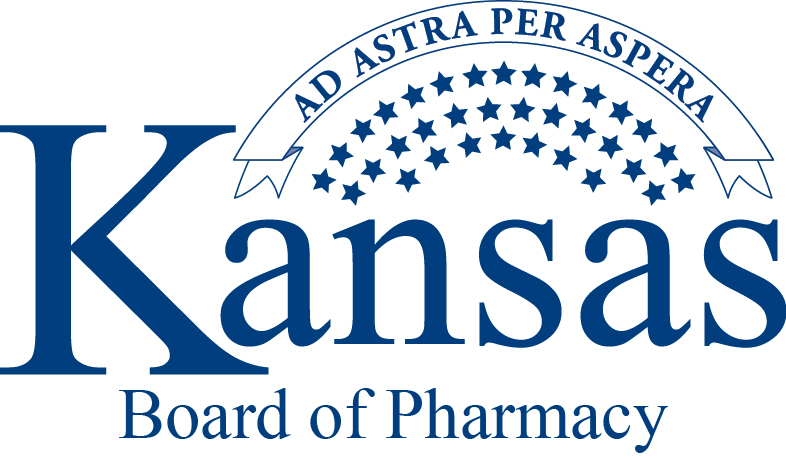 AD ASTRA PER ASPERA
Kansas
Board of Pharmacy